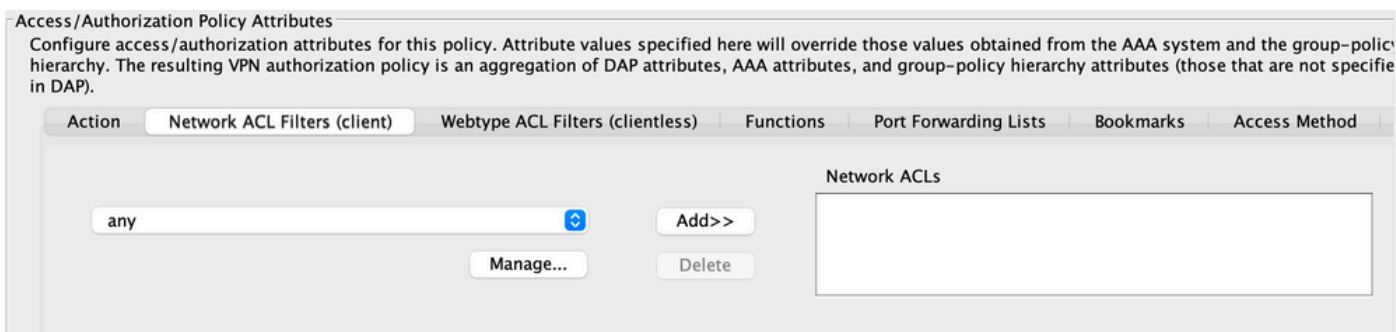 Access/Authorization Policy Attributes
Configure access/authorization attributes for this policy. Attribute values specified here will override those values obtained from the AAA system and the group-policy
hierarchy. The resulting VPN authorization policy is an aggregation of DAP attributes, AAA attributes, and group-policy hierarchy attributes (those that are not specifie
in DAP).
Action Network ACL Filters (client) Webtype ACL Filters (clientless) Functions Port Forwarding Lists Bookmarks Access Method
Network ACLs
any Add>>
Manage... Delete